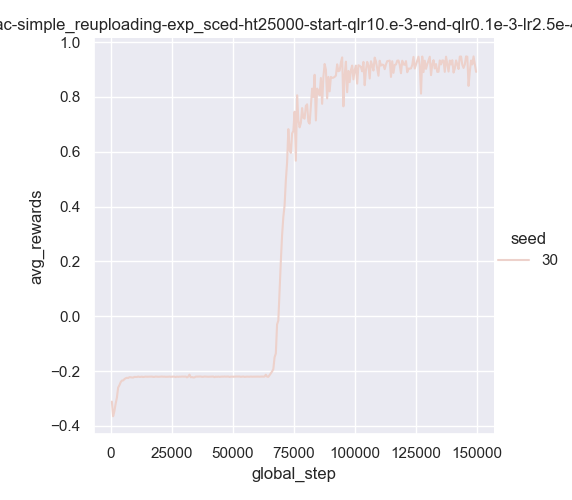 ac-simple_reuploading-exp_sced-ht25000-start-qlr10.e-3-end-qlr0.1e-3-lr2.5e-4
1.0
0.8
0.6
0.4
0.2
0.0
−0.2
−0.4
avg_rewards
0 25000 50000 75000 100000 125000 150000
global_step
seed
30